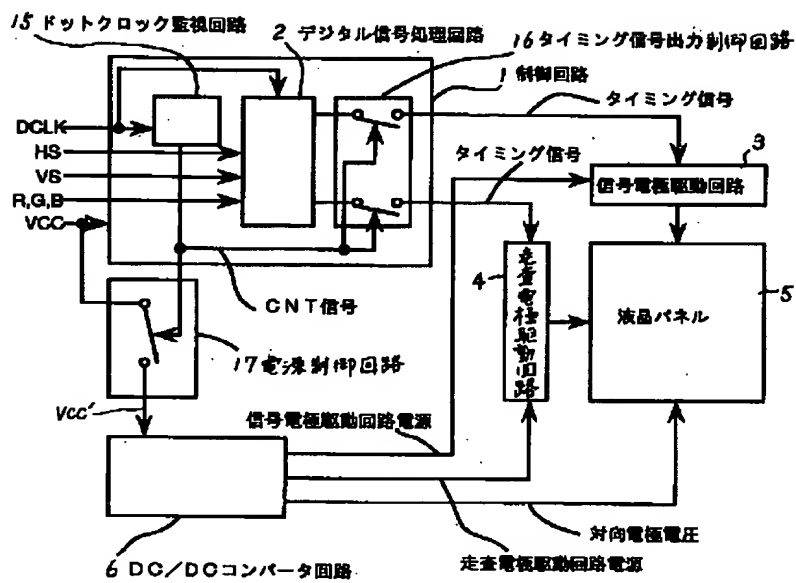 15 ドットクロック監視回路
2 デジタル信号処理回路
16 タイミング信号出力制御回路
1 制御回路
タイミング信号
DCLK
HS
VS
R,G,B
VCC
タイミング信号
3
信号電極駆動回路
4
走査電極駆動回路
5
液晶パネル
CNT信号
17 電源制御回路
Vcc'
信号電極駆動回路電源
対向電極電圧
走査電極駆動回路電源
6 DC/DCコンバータ回路